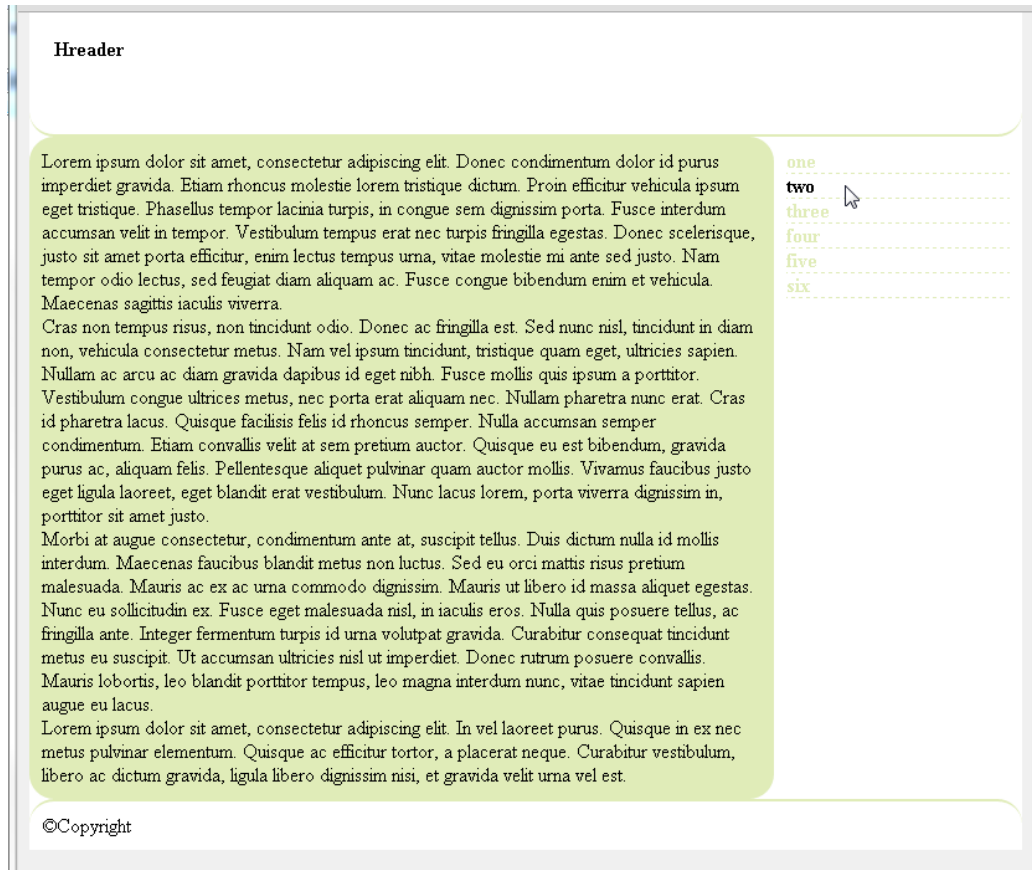 Hreader
Lorem ipsum dolor sit amet, consectetur adipiscing elit. Donec condimentum dolor id purus
imperdiet gravida. Etiam rhoncus molestie lorem tristique dictum. Proin efficitur vehicula ipsum
eget tristique. Phasellus tempor lacinia turpis, in congue sem dignissim porta. Fusce interdum
accumsan velit in tempor. Vestibulum tempus erat nec turpis fringilla egestas. Donec scelerisque,
justo sit amet porta efficitur, enim lectus tempus urna, vitae molestie mi ante sed justo. Nam
tempor odio lectus, sed feugiat diam aliquam ac. Fusce congue bibendum enim et vehicula.
Maecenas sagittis iaculis viverra.
Cras non tempus risus, non tincidunt odio. Donec ac fringilla est. Sed nunc nisl, tincidunt in diam
non, vehicula consectetur metus. Nam vel ipsum tincidunt, tristique quam eget, ultricies sapien.
Nullam ac arcu ac diam gravida dapibus id eget nibh. Fusce mollis quis ipsum a porttitor.
Vestibulum congue ultrices metus, nec porta erat aliquam nec. Nullam pharetra nunc erat. Cras
id pharetra lacus. Quisque facilisis felis id rhoncus semper. Nulla accumsan semper
condimentum. Etiam convallis velit at sem pretium auctor. Quisque eu est bibendum, gravida
purus ac, aliquam felis. Pellentesque aliquet pulvinar quam auctor mollis. Vivamus faucibus justo
eget ligula laoreet, eget blandit erat vestibulum. Nunc lacus lorem, porta viverra dignissim in,
porttitor sit amet justo.
Morbi at augue consectetur, condimentum ante at, suscipit tellus. Duis dictum nulla id mollis
interdum. Maecenas faucibus blandit metus non luctus. Sed eu orci mattis risus pretium
malesuada. Mauris ac ex ac urna commodo dignissim. Mauris ut libero id massa aliquet egestas.
Nunc eu sollicitudin ex. Fusce eget malesuada nisl, in iaculis eros. Nulla quis posuere tellus, ac
fringilla ante. Integer fermentum turpis id urna volutpat gravida. Curabitur consequat tincidunt
metus eu suscipit. Ut accumsan ultricies nisl ut imperdiet. Donec rutrum posuere convallis.
Mauris lobortis, leo blandit porttitor tempus, leo magna interdum nunc, vitae tincidunt sapien
augue eu lacus.
Lorem ipsum dolor sit amet, consectetur adipiscing elit. In vel laoreet purus. Quisque in ex nec
metus pulvinar elementum. Quisque ac efficitur tortor, a placerat neque. Curabitur vestibulum,
libero ac dictum gravida, ligula libero dignissim nisi, et gravida velit urna vel est.
one
two
three
four
five
six
©Copyright